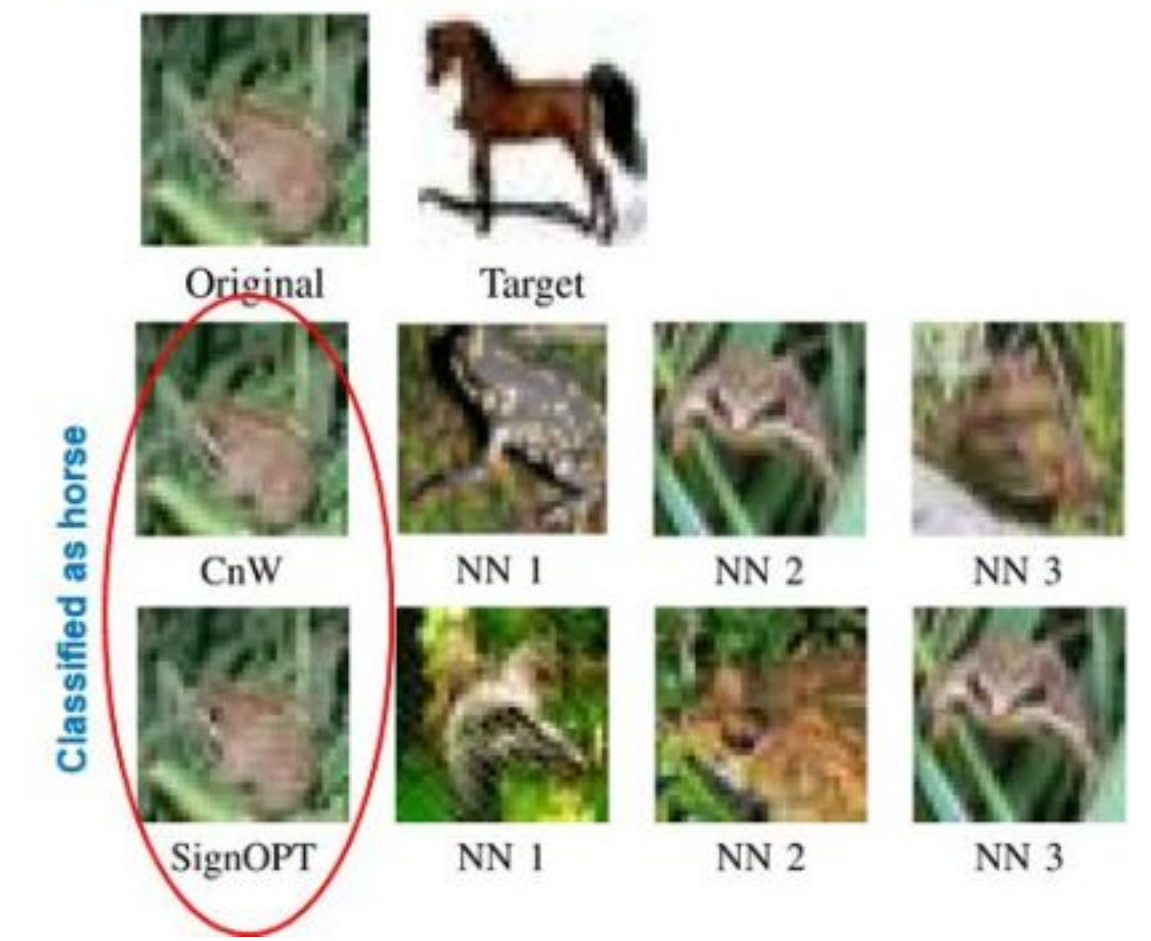 Original
Target
Classified as horse
CnW
NN 1
NN 2
NN 3
SignOPT
NN 1
NN 2
NN 3